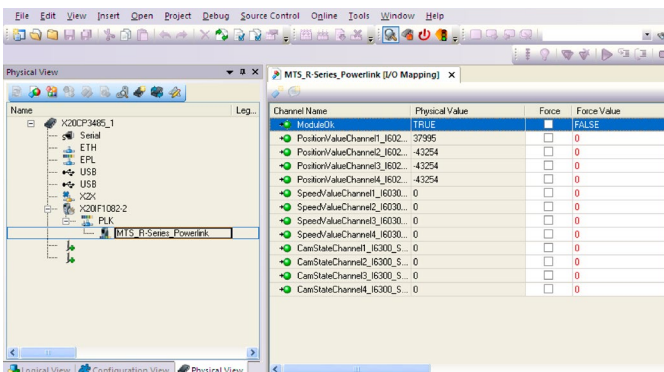 File Edit View Insert Open Project Debug Source Control Online Tools Window Help
Physical View
Name Leg...
X20CP3485_1
Serial
ETH
EPL
USB
USB
X2X
X20IF1082-2
PLK
MTS_R-Series_Powerlink
Logical View Configuration View Physical View
MTS_R-Series_Powerlink [I/O Mapping] X
Channel Name Physical Value Force Force Value
ModuleOk TRUE FALSE
PositionValueChannel1_I602... 37995 0
PositionValueChannel2_I602... -43254 0
PositionValueChannel3_I602... -43254 0
PositionValueChannel4_I602... -43254 0
SpeedValueChannel1_I6030... 0 0
SpeedValueChannel2_I6030... 0 0
SpeedValueChannel3_I6030... 0 0
SpeedValueChannel4_I6030... 0 0
CamStateChannel1_I6300_S... 0 0
CamStateChannel2_I6300_S... 0 0
CamStateChannel3_I6300_S... 0 0
CamStateChannel4_I6300_S... 0 0